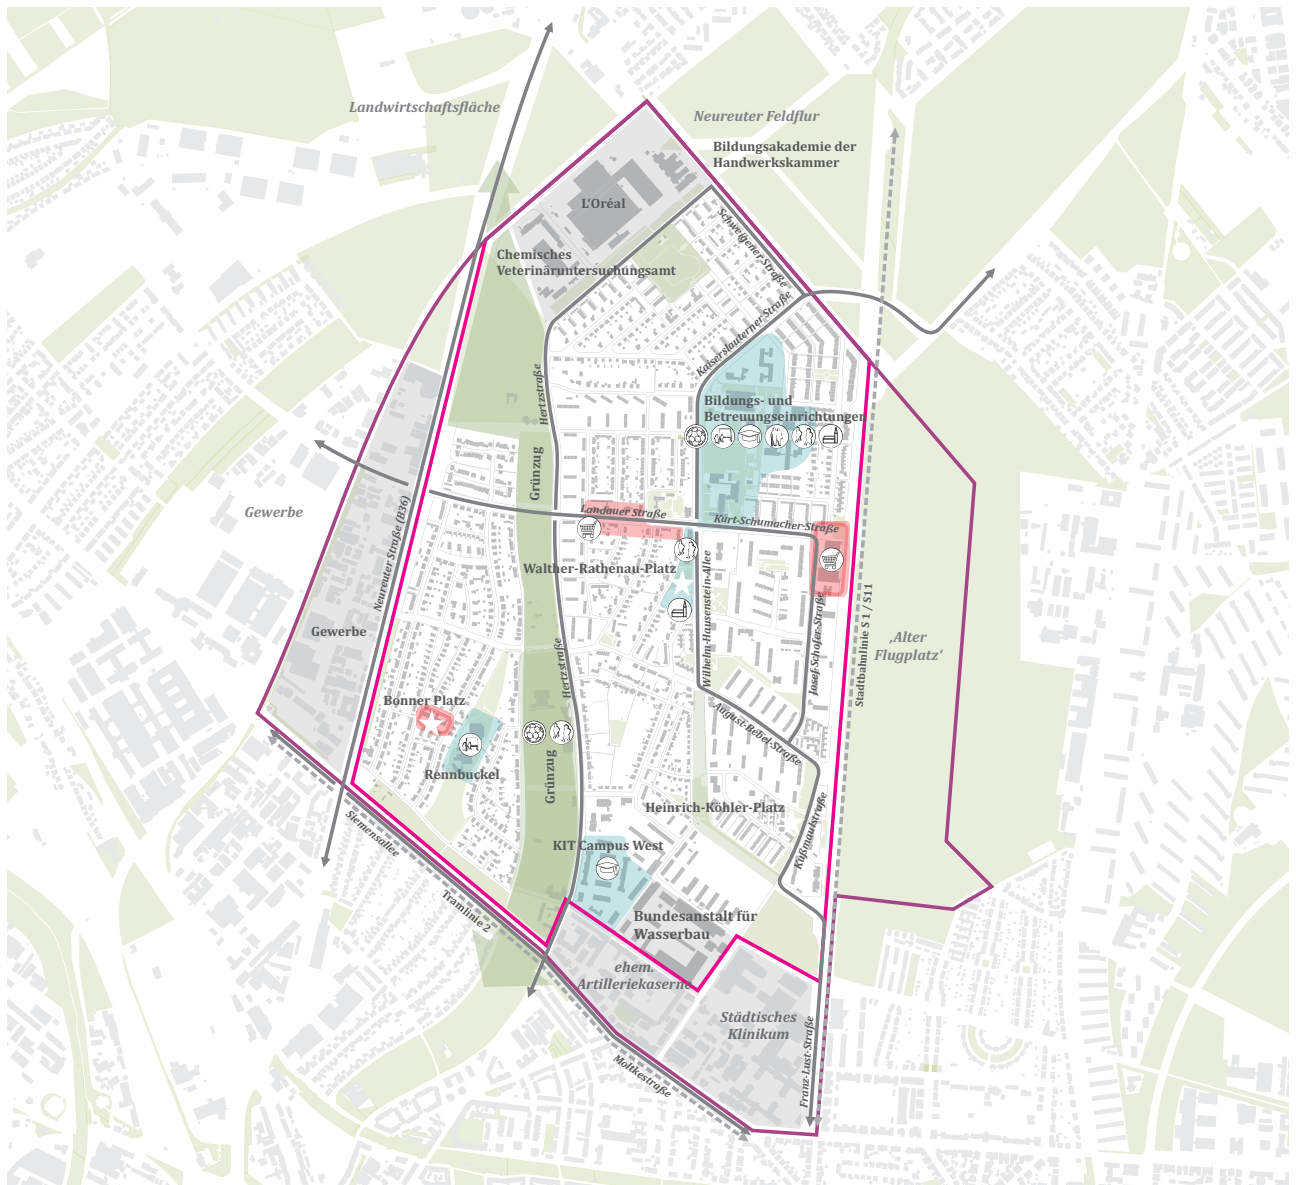 Landwirtschaftsfläche
Neureuter Feldflur
Bildungsakademie der
Handwerkskammer
L'Oréal
Schweigener Straße
Chemisches
Veterinäruntersuchungsamt
Kaiserslauterner-Straße
Hertzstraße
Bildungs- und
Betreuungseinrichtungen
Grünzug
Gewerbe
Neureuter Straße (B36)
Landauer Straße
Kurt-Schumacher-Straße
Walther-Rathenau-Platz
Wilhelm-Hausenstein-Allee
Josef-Schofer-Straße
Stadtbahnlinie S 1 / S11
Gewerbe
‚Alter
Flugplatz‘
Hertzstraße
Bonner Platz
August-Bebel-Straße
Rennbuckel
Grünzug
Heinrich-Köhler-Platz
Kußmaulstraße
Siemensallee
KIT Campus West
Tramlinie 2
Bundesanstalt für
Wasserbau
ehem.
Artilleriekaserne
Städtisches
Klinikum
Franz-Lust-Straße
Moltkestraße